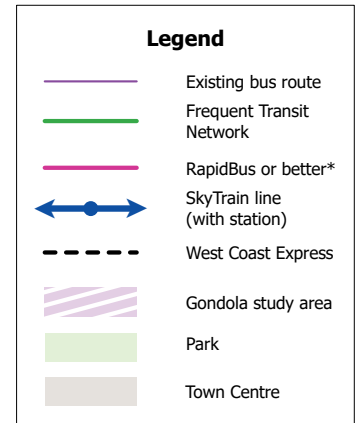 Legend
Existing bus route
Frequent Transit
Network
RapidBus or better*
SkyTrain line
(with station)
West Coast Express
Gondola study area
Park
Town Centre